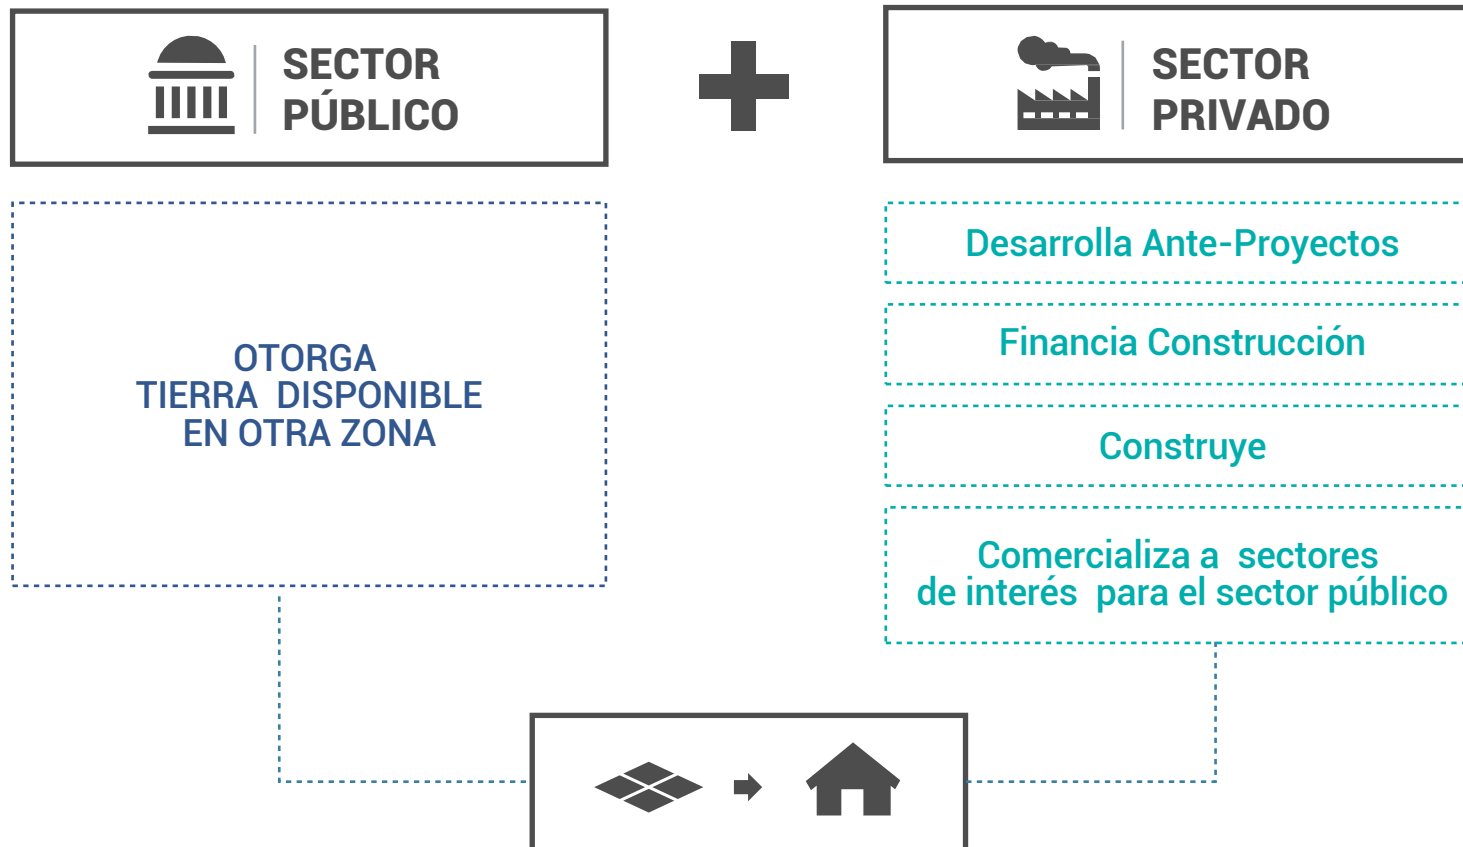 SECTOR
PÚBLICO
SECTOR
PRIVADO
OTORGA
TIERRA DISPONIBLE
EN OTRA ZONA
Desarrolla Ante-Proyectos
Financia Construcción
Construye
Comercializa a sectores
de interés para el sector público